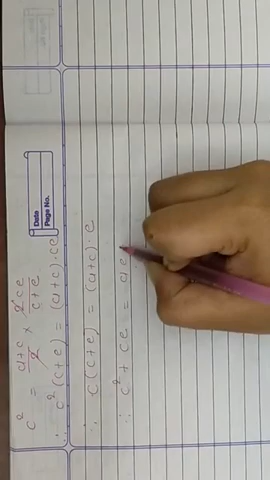 Date
Page No.
c² = a+c/2 × 2ce/c+e
∴ c²(c+e) = (a+c)·ce
∴ c(c+e) = (a+c)·e
∴ c² + ce = ae